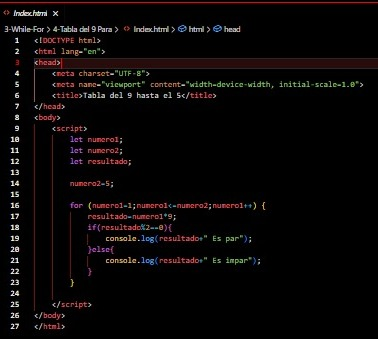 Index.html
3-While-For > 4-Tabla del 9 Para > Index.html > html > head
1 <!DOCTYPE html>
2 <html lang="en">
3 <head>
4 <meta charset="UTF-8">
5 <meta name="viewport" content="width=device-width, initial-scale=1.0">
6 <title>Tabla del 9 hasta el 5</title>
7 </head>
8 <body>
9 <script>
10 let numero1;
11 let numero2;
12 let resultado;
13
14 numero2=5;
15
16 for (numero1=1;numero1<=numero2;numero1++) {
17 resultado=numero1*9;
18 if(resultado%2==0){
19 console.log(resultado+" Es par");
20 }else{
21 console.log(resultado+" Es impar");
22 }
23 }
24
25 </script>
26 </body>
27 </html>